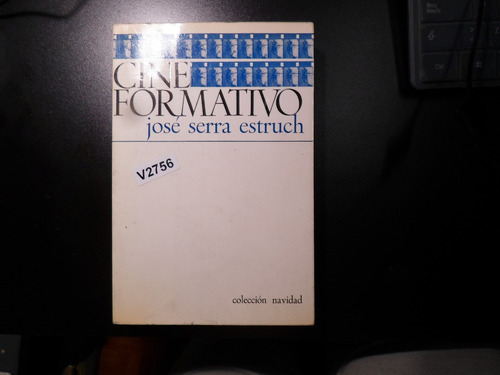 CINE
FORMATIVO
josé serra estruch
V2756
colección navidad